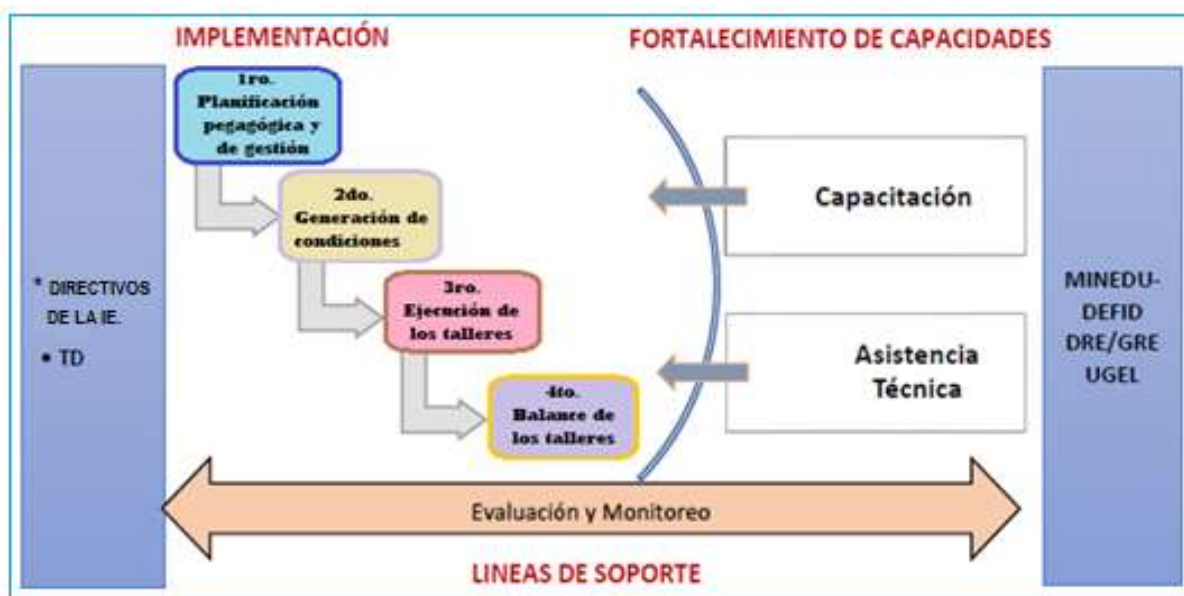 IMPLEMENTACIÓN
FORTALECIMIENTO DE CAPACIDADES
* DIRECTIVOS
DE LA IE.
• TD
1ro.
Planificación
pegagógica y
de gestión
2do.
Generación de
condiciones
3ro.
Ejecución de
los talleres
4to.
Balance de
los talleres
Capacitación
Asistencia
Técnica
MINEDU-
DEFID
DRE/GRE
UGEL
Evaluación y Monitoreo
LINEAS DE SOPORTE